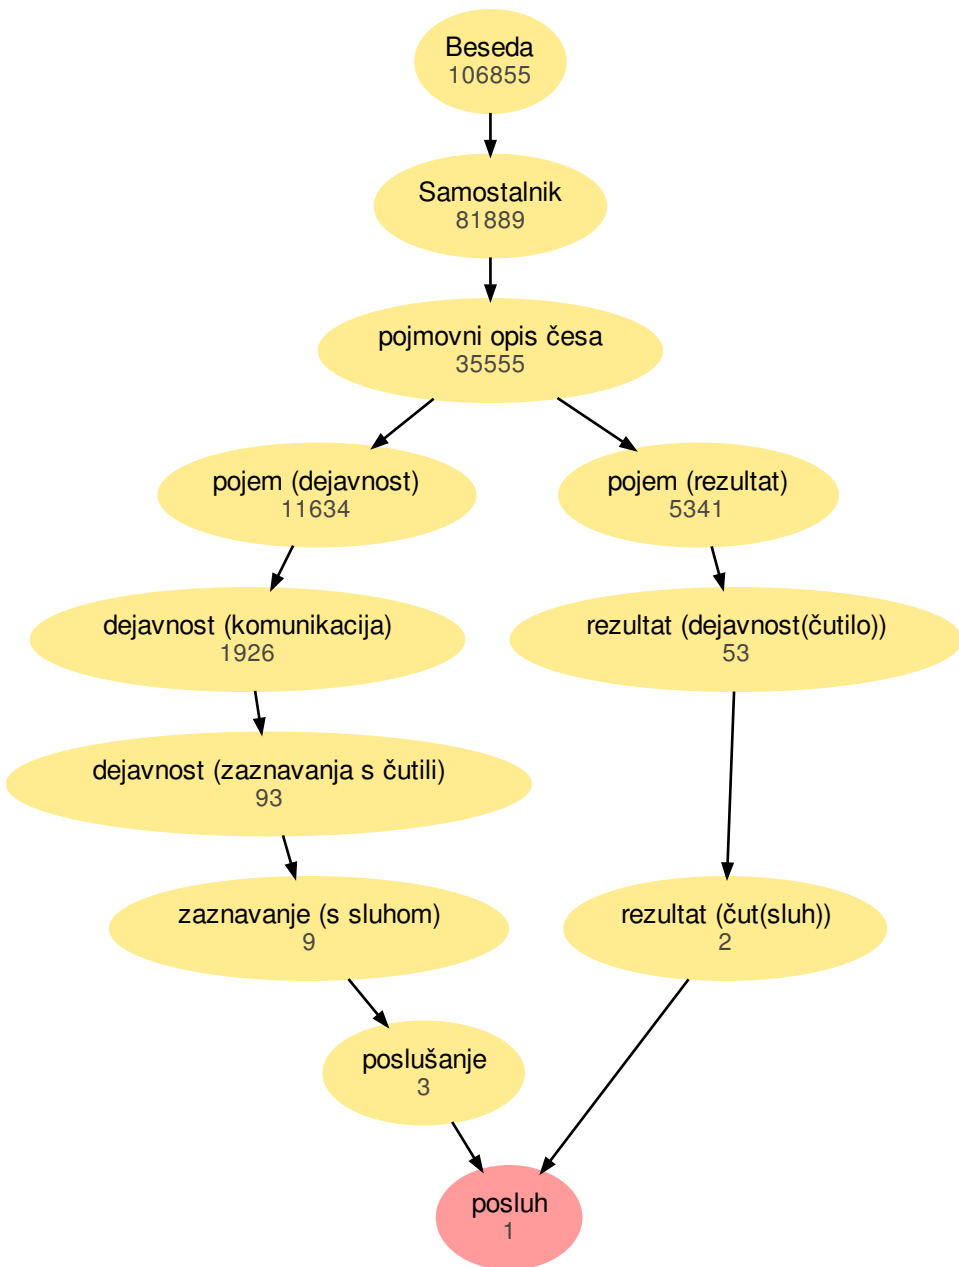 Beseda
106855
Samostalnik
81889
pojmovni opis česa
35555
pojem (dejavnost)
11634
pojem (rezultat)
5341
dejavnost (komunikacija)
1926
rezultat (dejavnost(čutilo))
53
dejavnost (zaznavanja s čutili)
93
zaznavanje (s sluhom)
9
rezultat (čut(sluh))
2
poslušanje
3
posluh
1